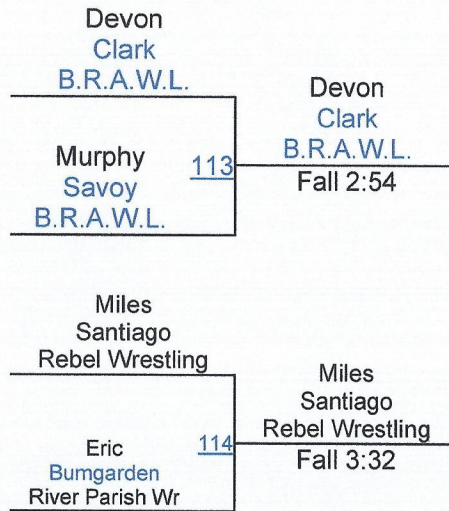 Devon
Clark
B.R.A.W.L.
Murphy
Savoy
B.R.A.W.L.
113
Devon
Clark
B.R.A.W.L.
Fall 2:54
Miles
Santiago
Rebel Wrestling
Eric
Bumgarden
River Parish Wr
114
Miles
Santiago
Rebel Wrestling
Fall 3:32